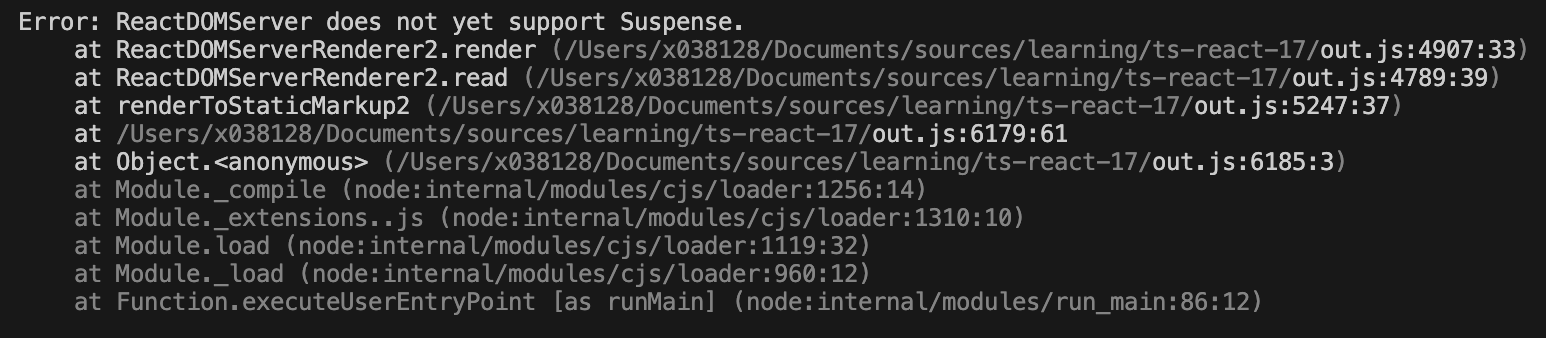 Error: ReactDOMServer does not yet support Suspense.
    at ReactDOMServerRenderer2.render (/Users/x038128/Documents/sources/learning/ts-react-17/out.js:4907:33)
    at ReactDOMServerRenderer2.read (/Users/x038128/Documents/sources/learning/ts-react-17/out.js:4789:39)
    at renderToStaticMarkup2 (/Users/x038128/Documents/sources/learning/ts-react-17/out.js:5247:37)
    at /Users/x038128/Documents/sources/learning/ts-react-17/out.js:6179:61
    at Object.<anonymous> (/Users/x038128/Documents/sources/learning/ts-react-17/out.js:6185:3)
    at Module._compile (node:internal/modules/cjs/loader:1256:14)
    at Module._extensions..js (node:internal/modules/cjs/loader:1310:10)
    at Module.load (node:internal/modules/cjs/loader:1119:32)
    at Module._load (node:internal/modules/cjs/loader:960:12)
    at Function.executeUserEntryPoint [as runMain] (node:internal/modules/run_main:86:12)